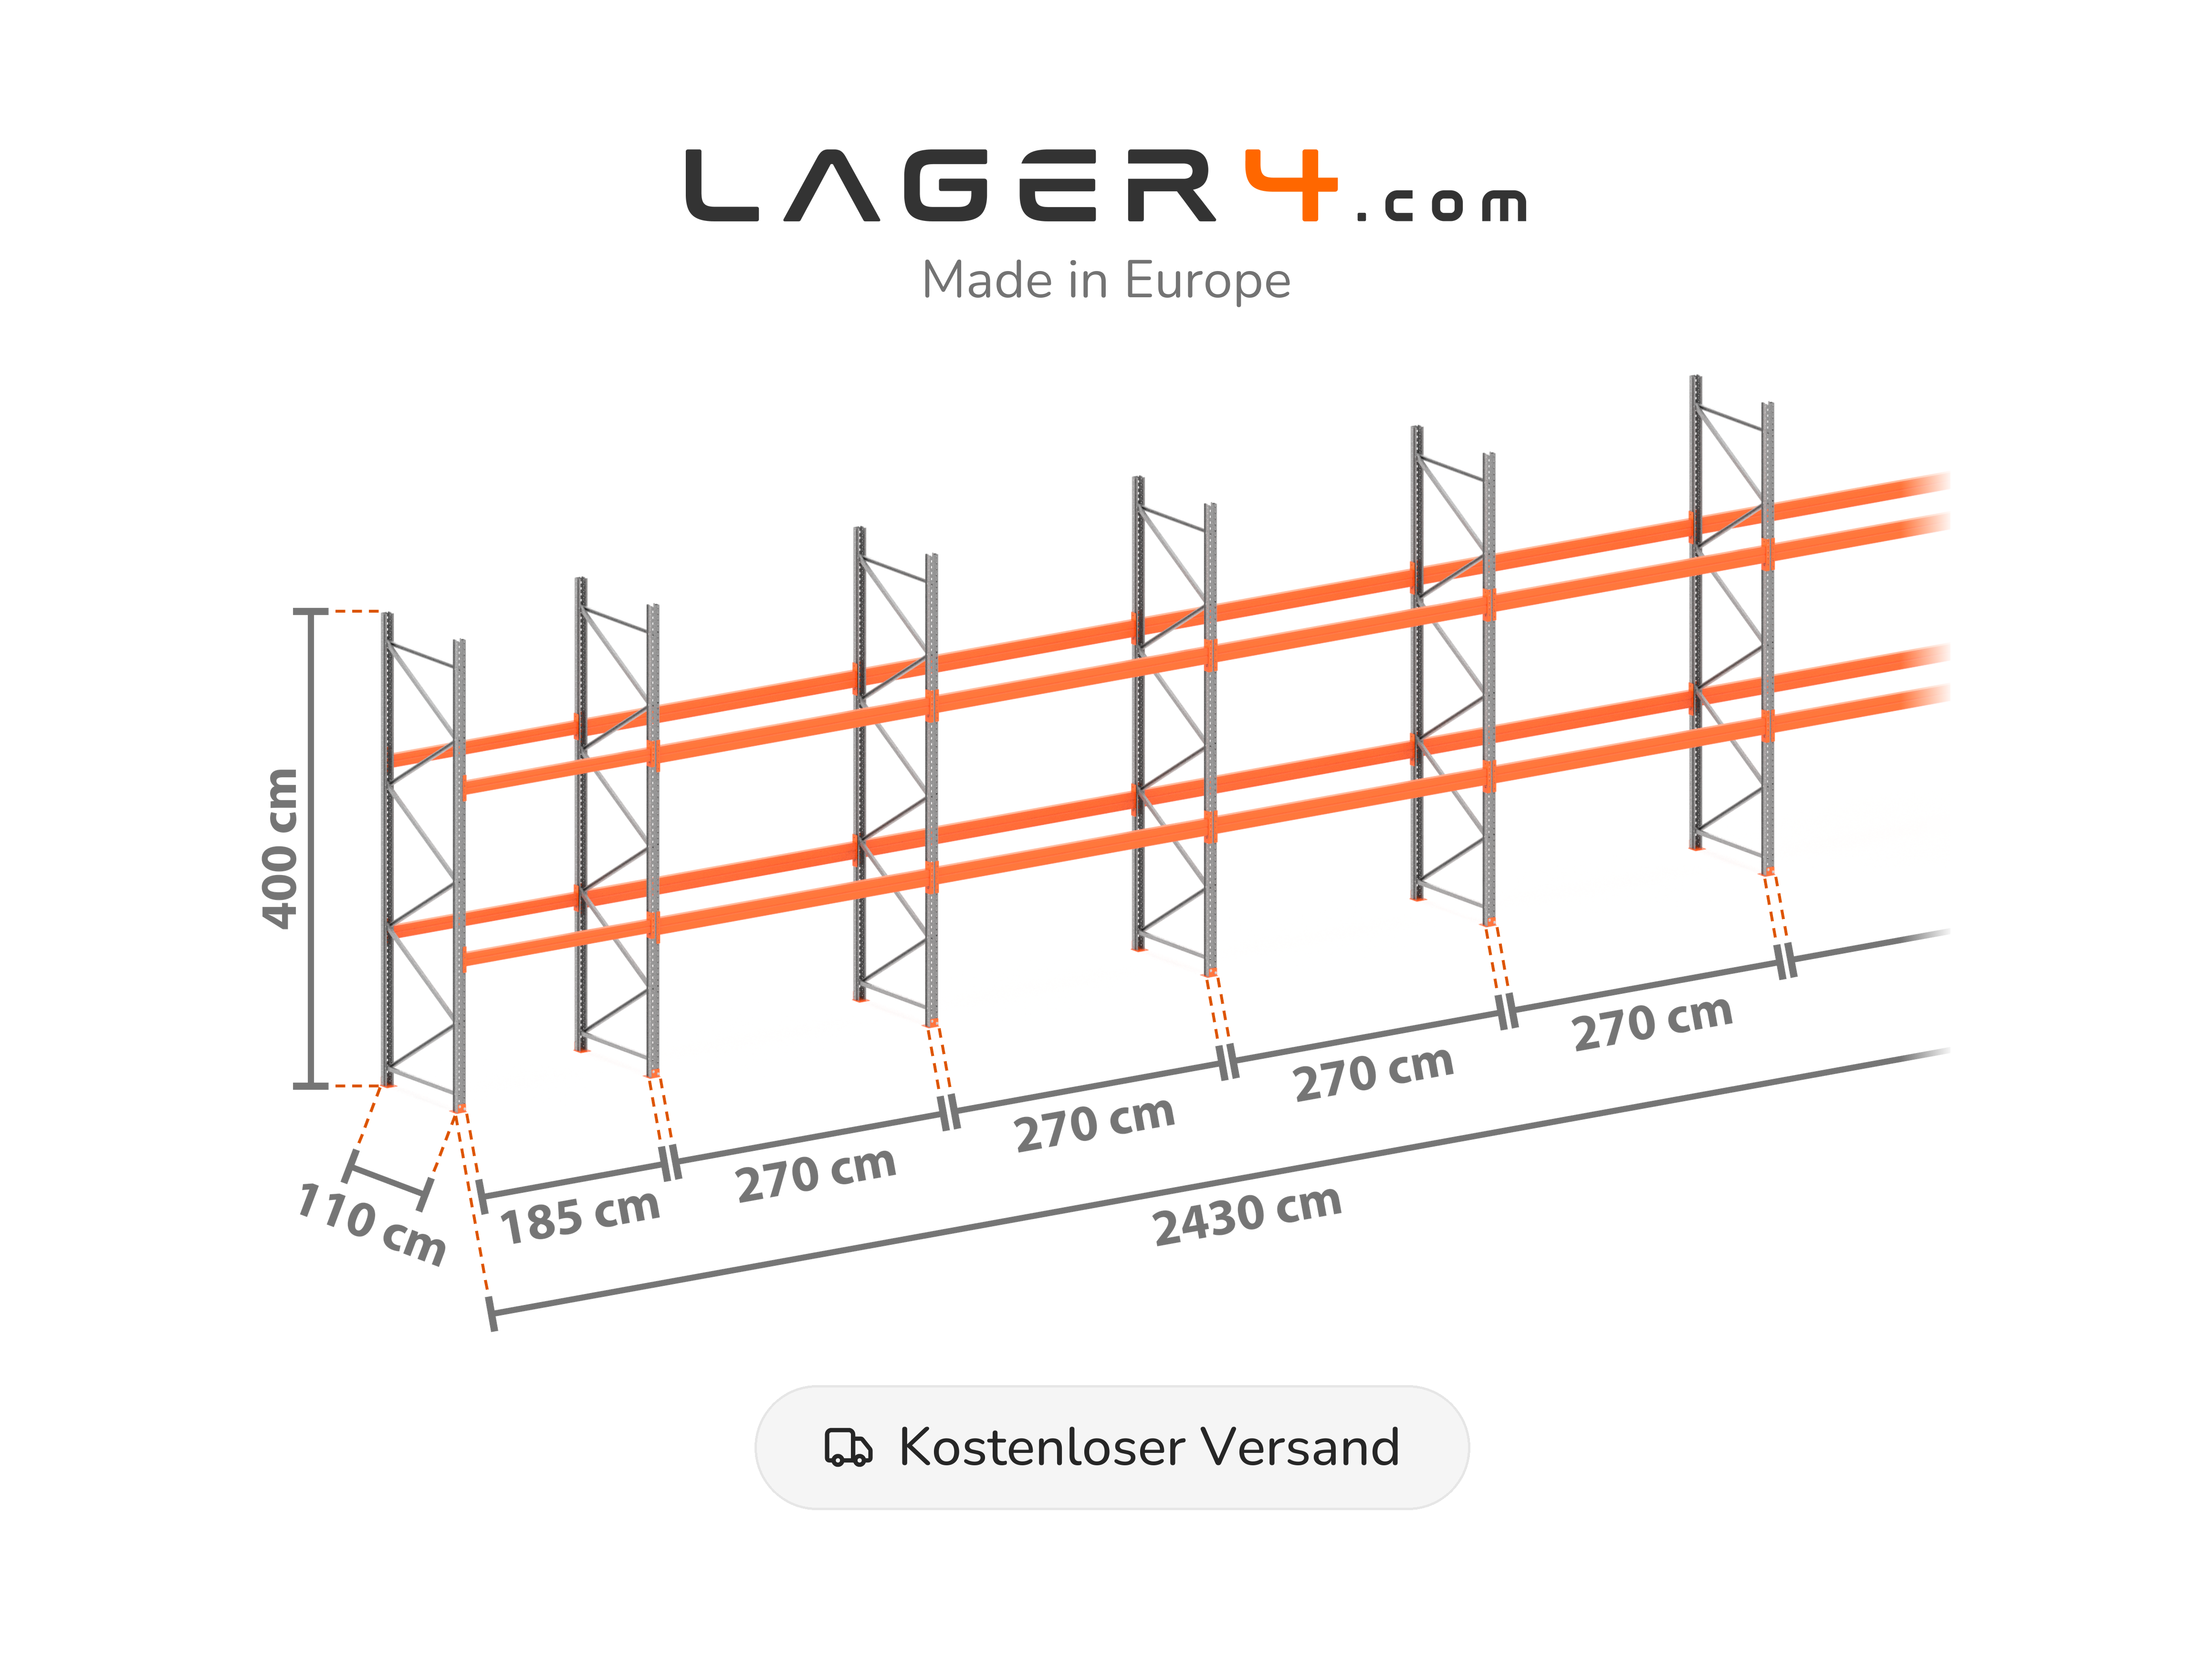 LAGER4.com
Made in Europe
400 cm
110 cm
185 cm
270 cm
270 cm
270 cm
270 cm
2430 cm
Kostenloser Versand